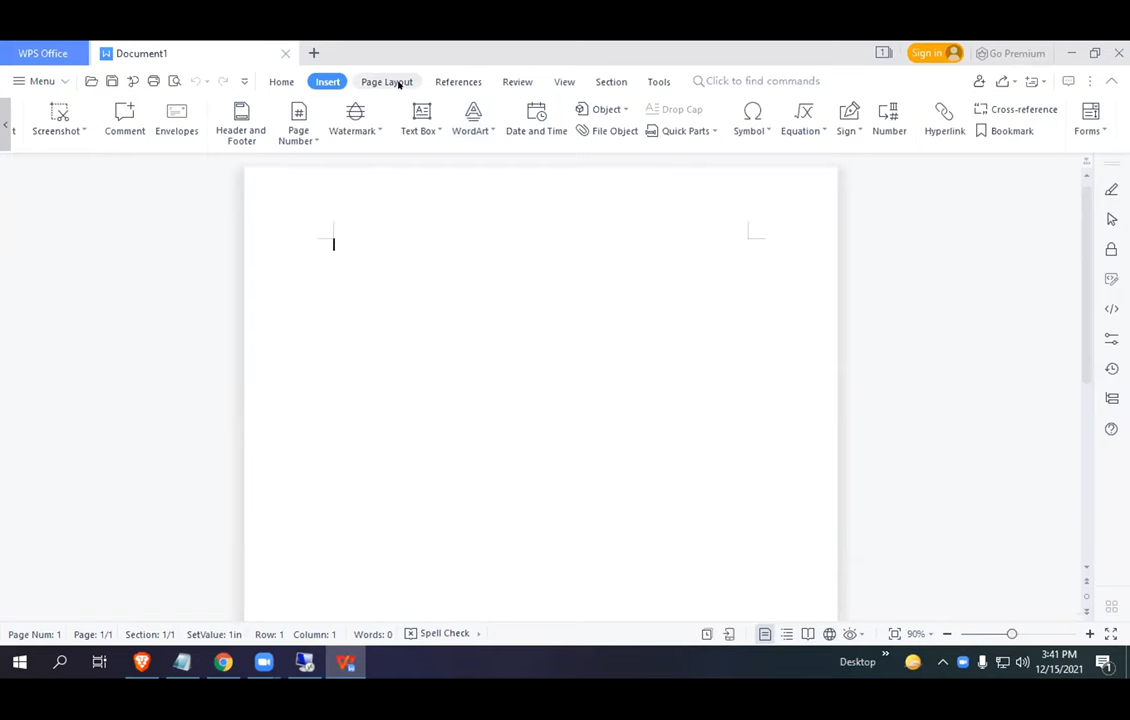 WPS Office Document1 Sign in Go Premium
Menu Home Insert Page Layout References Review View Section Tools Click to find commands
t Screenshot Comment Envelopes Header and Footer Page Number Watermark Text Box WordArt Date and Time Object File Object Drop Cap Quick Parts Symbol Equation Sign Number Hyperlink Cross-reference Bookmark Forms
Page Num: 1 Page: 1/1 Section: 1/1 SetValue: 1in Row: 1 Column: 1 Words: 0 Spell Check 90%
Desktop 3:41 PM
12/15/2021 1